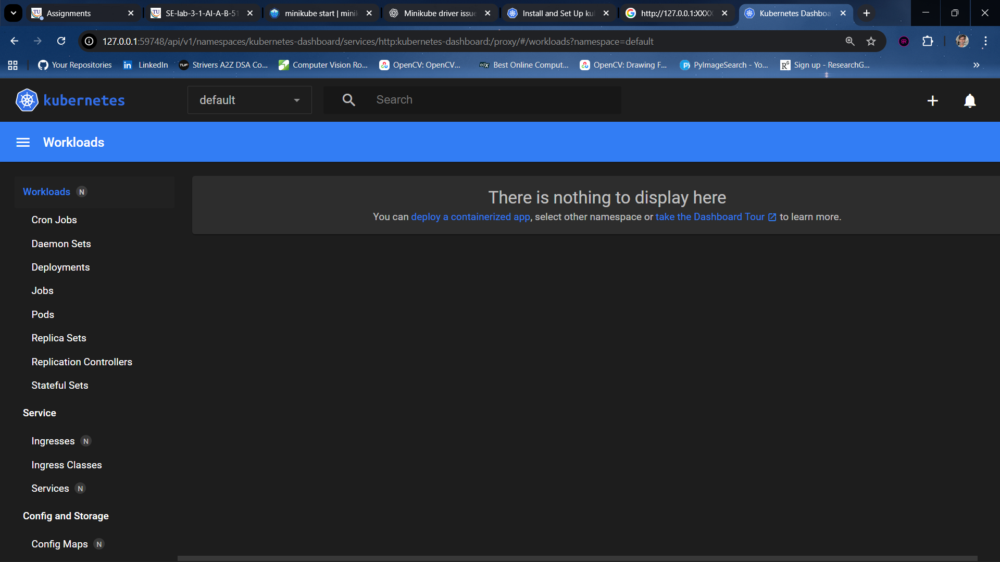 Assignments
SE-lab-3-1-AI-A-B-51
minikube start | minik
Minikube driver issue
Install and Set Up ku
http://127.0.0.1:XXXX
Kubernetes Dashboa
127.0.0.1:59748/api/v1/namespaces/kubernetes-dashboard/services/http:kubernetes-dashboard:/proxy/#/workloads?namespace=default
Your Repositories
LinkedIn
Strivers A2Z DSA Co...
Computer Vision Ro...
OpenCV: OpenCV...
Best Online Comput...
OpenCV: Drawing F...
PyImageSearch - Yo...
Sign up - ResearchG...
kubernetes
default
Search
Workloads
Workloads N
Cron Jobs
Daemon Sets
Deployments
Jobs
Pods
Replica Sets
Replication Controllers
Stateful Sets
Service
Ingresses N
Ingress Classes
Services N
Config and Storage
Config Maps N
There is nothing to display here
You can deploy a containerized app, select other namespace or take the Dashboard Tour to learn more.